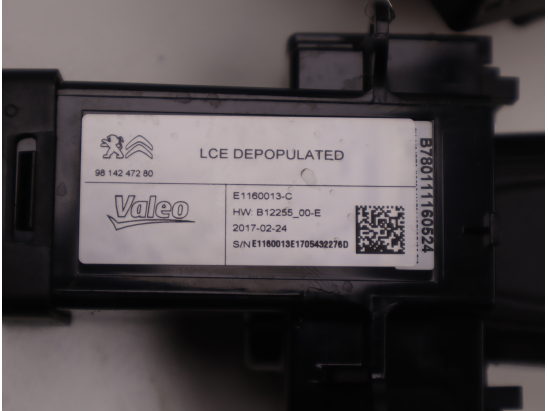 LCE DEPOPULATED
98 142 472 80
Valeo
E1160013-C
HW: B12255_00-E
2017-02-24
S/N E1160013E1705432276D
B780111160524